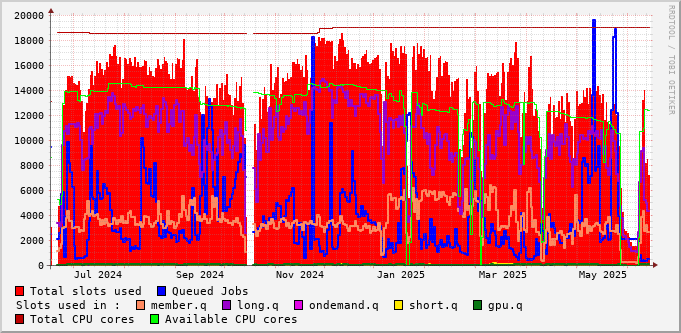 20000
18000
16000
14000
12000
10000
8000
6000
4000
2000
0
Jul 2024 Sep 2024 Nov 2024 Jan 2025 Mar 2025 May 2025
RRDTOOL / TOBI OETIKER
Total slots used Queued Jobs
Slots used in : member.q long.q ondemand.q short.q gpu.q
Total CPU cores Available CPU cores